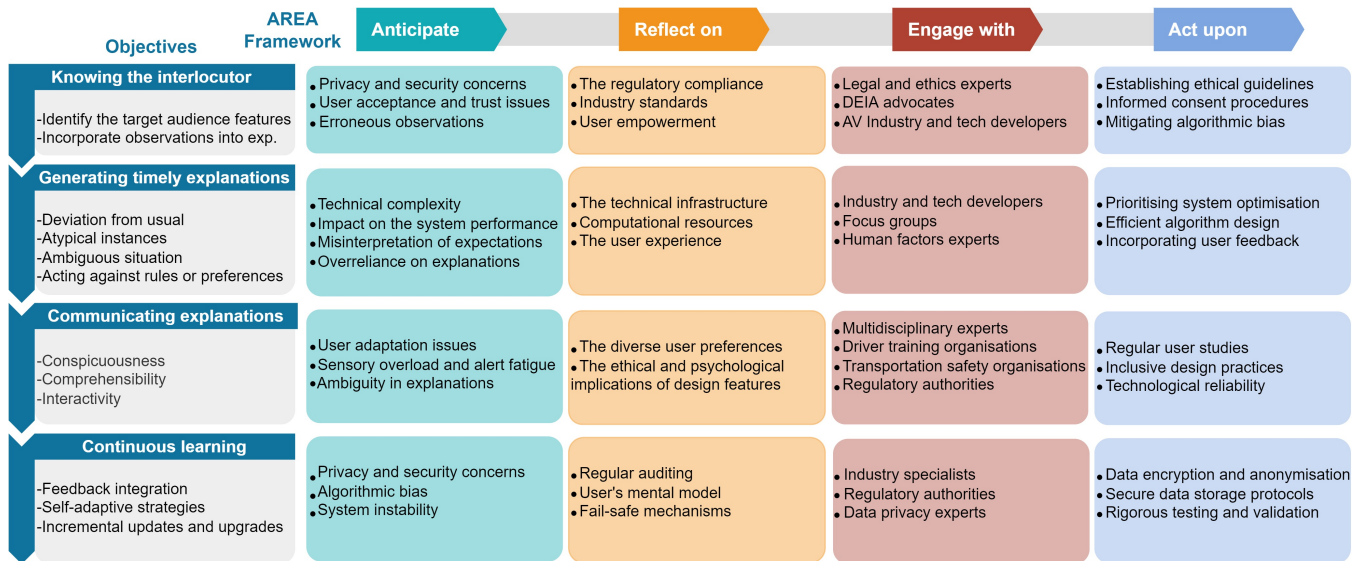 Objectives
AREA
Framework
Anticipate
Reflect on
Engage with
Act upon
Knowing the interlocutor
-Identify the target audience features
-Incorporate observations into exp.
Privacy and security concerns
User acceptance and trust issues
Erroneous observations
The regulatory compliance
Industry standards
User empowerment
Legal and ethics experts
DEIA advocates
AV Industry and tech developers
Establishing ethical guidelines
Informed consent procedures
Mitigating algorithmic bias
Generating timely explanations
-Deviation from usual
-Atypical instances
-Ambiguous situation
-Acting against rules or preferences
Technical complexity
Impact on the system performance
Misinterpretation of expectations
Overreliance on explanations
The technical infrastructure
Computational resources
The user experience
Industry and tech developers
Focus groups
Human factors experts
Prioritising system optimisation
Efficient algorithm design
Incorporating user feedback
Communicating explanations
-Conspicuousness
-Comprehensibility
-Interactivity
User adaptation issues
Sensory overload and alert fatigue
Ambiguity in explanations
The diverse user preferences
The ethical and psychological
implications of design features
Multidisciplinary experts
Driver training organisations
Transportation safety organisations
Regulatory authorities
Regular user studies
Inclusive design practices
Technological reliability
Continuous learning
-Feedback integration
-Self-adaptive strategies
-Incremental updates and upgrades
Privacy and security concerns
Algorithmic bias
System instability
Regular auditing
User's mental model
Fail-safe mechanisms
Industry specialists
Regulatory authorities
Data privacy experts
Data encryption and anonymisation
Secure data storage protocols
Rigorous testing and validation